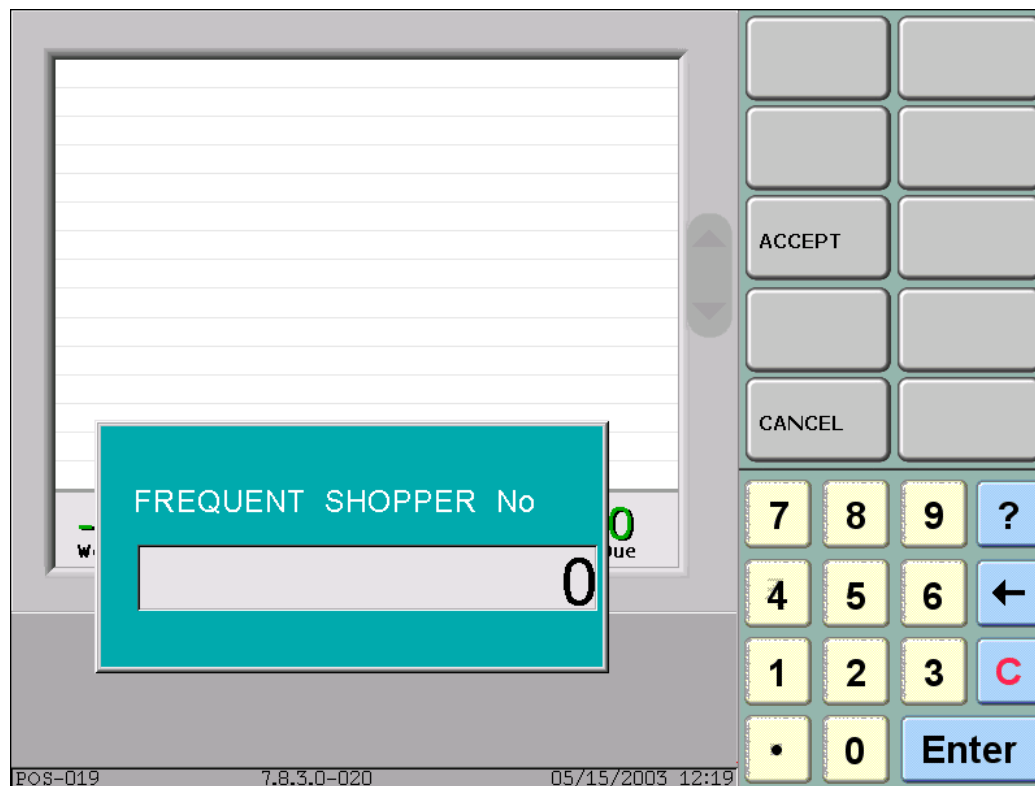 ACCEPT
CANCEL
FREQUENT SHOPPER No
0
7 8 9 ?
4 5 6 ←
1 2 3 C
. 0 Enter
POS-019 7.8.3.0-020 05/15/2003 12:19